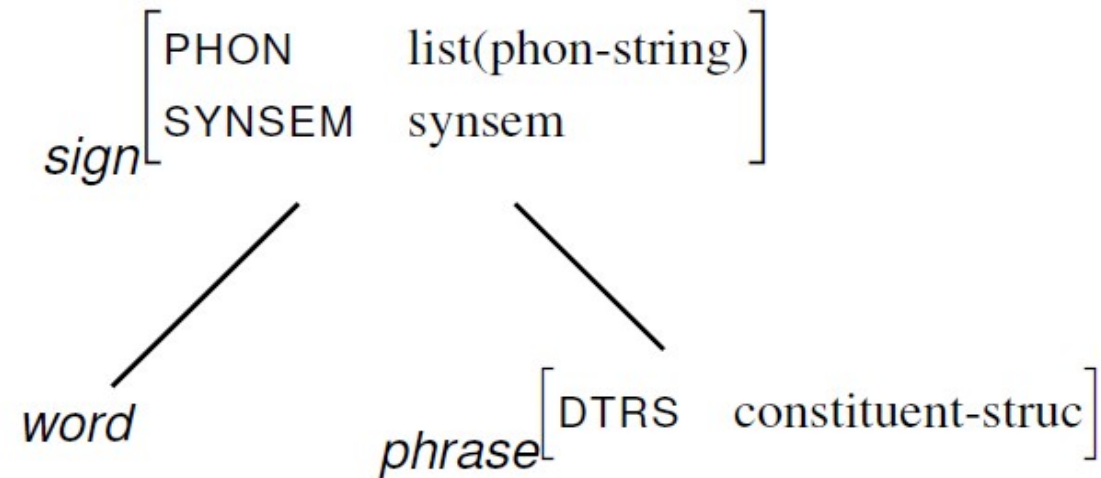 PHON list(phon-string)
SYNSEM synsem
sign
word
DTRS constituent-struc
phrase